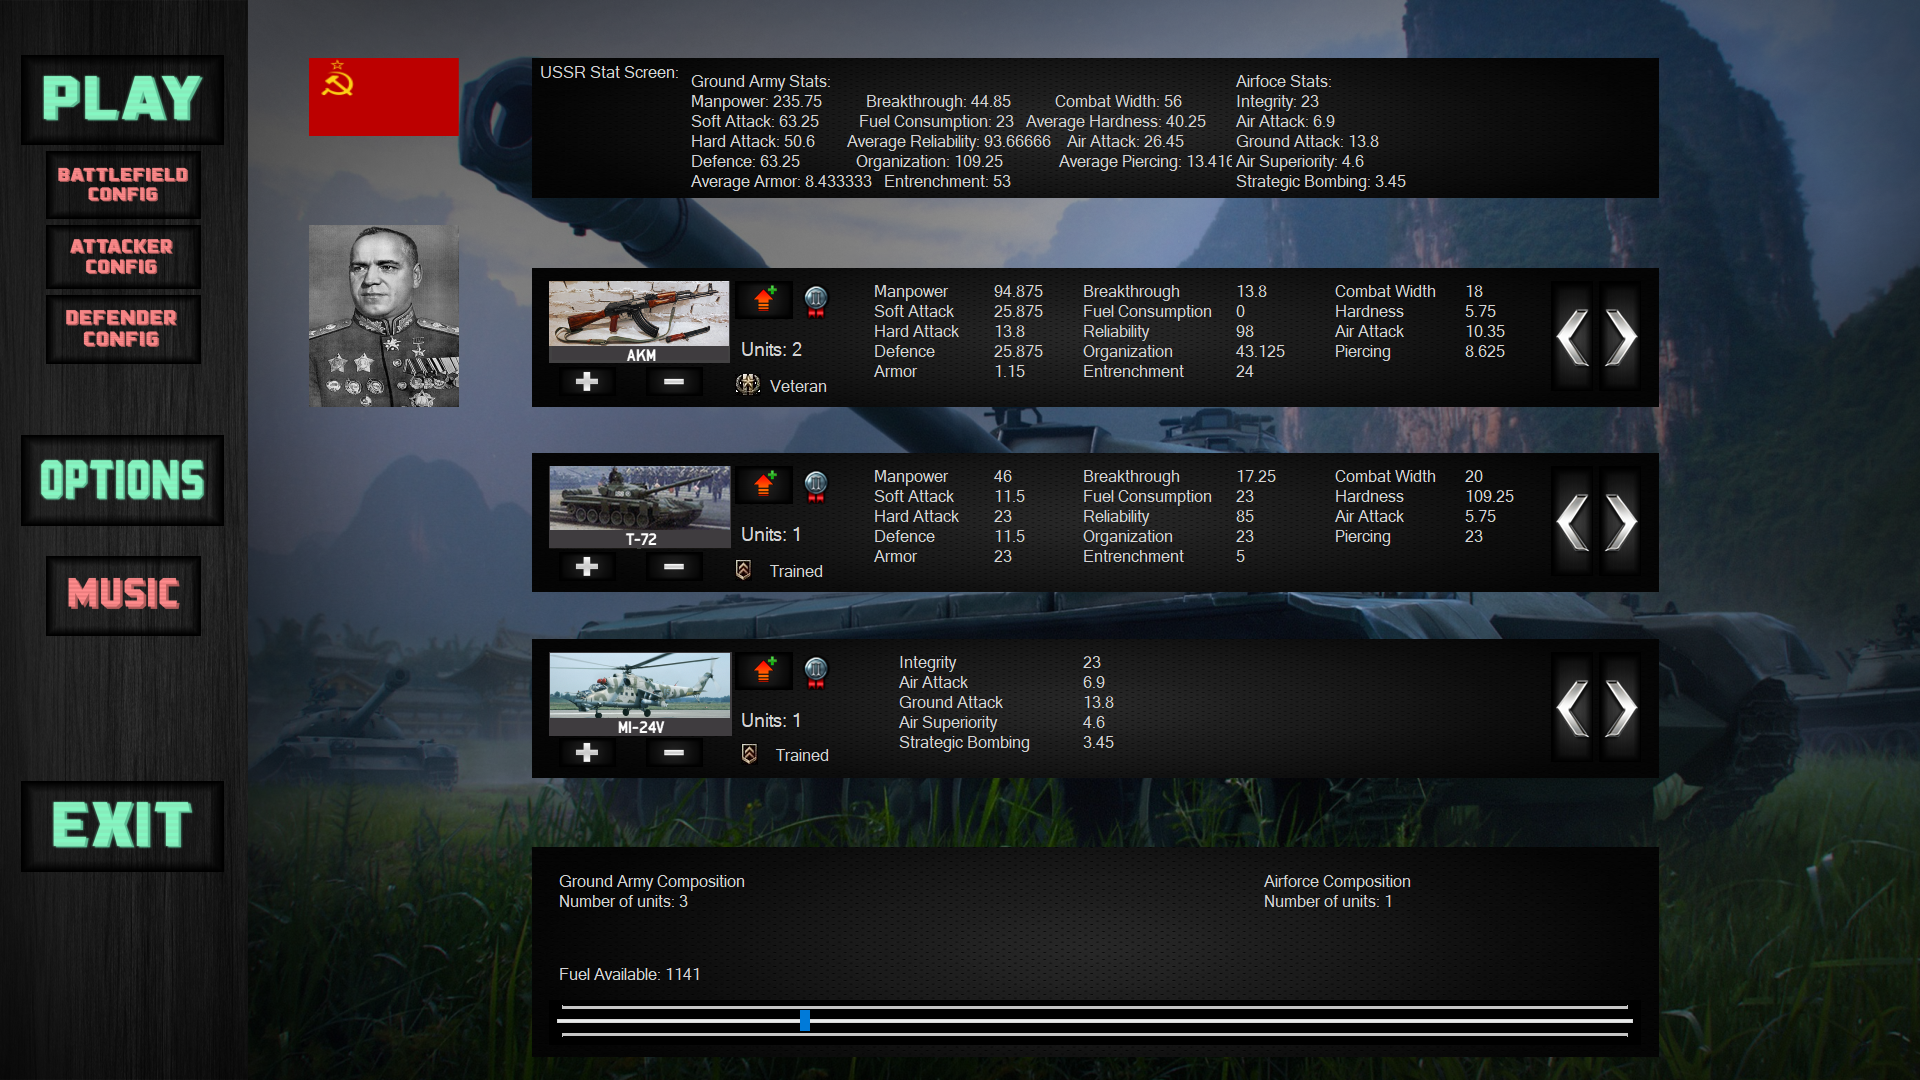 PLAY
BATTLEFIELD
CONFIG
ATTACKER
CONFIG
DEFENDER
CONFIG
OPTIONS
MUSIC
EXIT
USSR Stat Screen:
Ground Army Stats:
Manpower: 235.75 Breakthrough: 44.85 Combat Width: 56
Soft Attack: 63.25 Fuel Consumption: 23 Average Hardness: 40.25
Hard Attack: 50.6 Average Reliability: 93.66666 Air Attack: 26.45
Defence: 63.25 Organization: 109.25 Average Piercing: 13.416
Average Armor: 8.433333 Entrenchment: 53
Airfoce Stats:
Integrity: 23
Air Attack: 6.9
Ground Attack: 13.8
Air Superiority: 4.6
Strategic Bombing: 3.45
AKM
Units: 2
Veteran
Manpower 94.875 Breakthrough 13.8 Combat Width 18
Soft Attack 25.875 Fuel Consumption 0 Hardness 5.75
Hard Attack 13.8 Reliability 98 Air Attack 10.35
Defence 25.875 Organization 43.125 Piercing 8.625
Armor 1.15 Entrenchment 24
T-72
Units: 1
Trained
Manpower 46 Breakthrough 17.25 Combat Width 20
Soft Attack 11.5 Fuel Consumption 23 Hardness 109.25
Hard Attack 23 Reliability 85 Air Attack 5.75
Defence 11.5 Organization 23 Piercing 23
Armor 23 Entrenchment 5
MI-24V
Units: 1
Trained
Integrity 23
Air Attack 6.9
Ground Attack 13.8
Air Superiority 4.6
Strategic Bombing 3.45
Ground Army Composition
Number of units: 3
Airforce Composition
Number of units: 1
Fuel Available: 1141